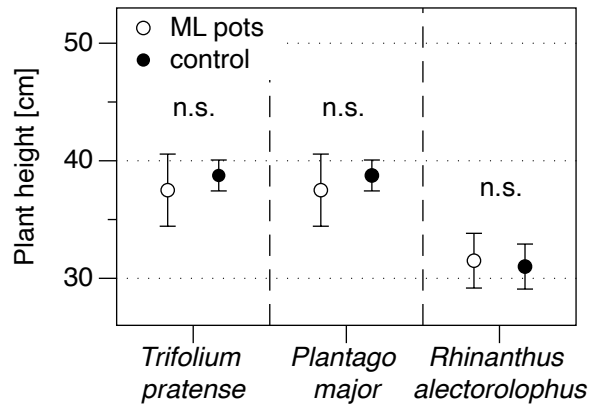 ML pots
control
Plant height [cm]
50
40
30
n.s.
n.s.
n.s.
Trifolium
pratense
Plantago
major
Rhinanthus
alectorolophus